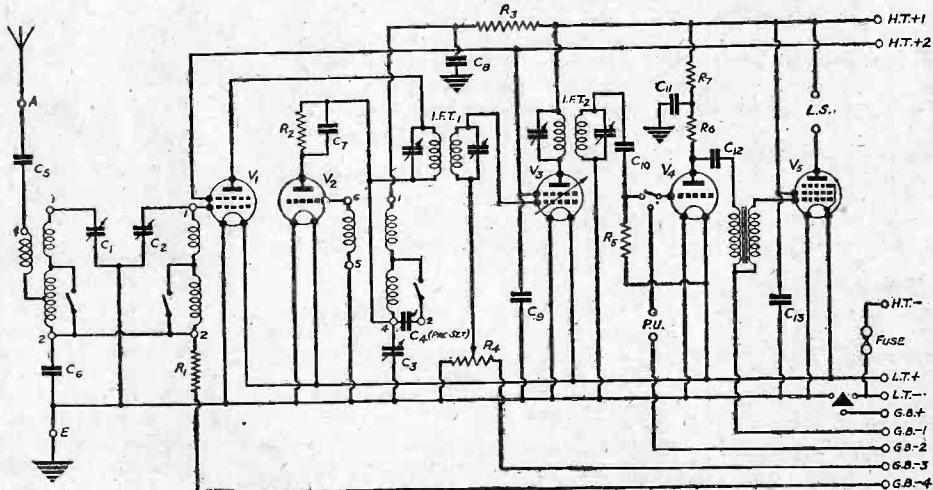 R3
H.T.+1
H.T.+2
C8
A
C5
R2
C7
I.F.T.1
I.F.T.2
C11
R7
R6
L.S.
C12
V1
V2
V3
V4
V5
C10
1
C1
C2
1
6
5
1
4
2
2
R5
C9
P.U.
C13
H.T.-
FUSE
4
2
C4 (PRE-SET)
C3
R4
C6
R1
L.T.+
L.T.-
G.B.+
E
G.B.-1
G.B.-2
G.B.-3
G.B.-4